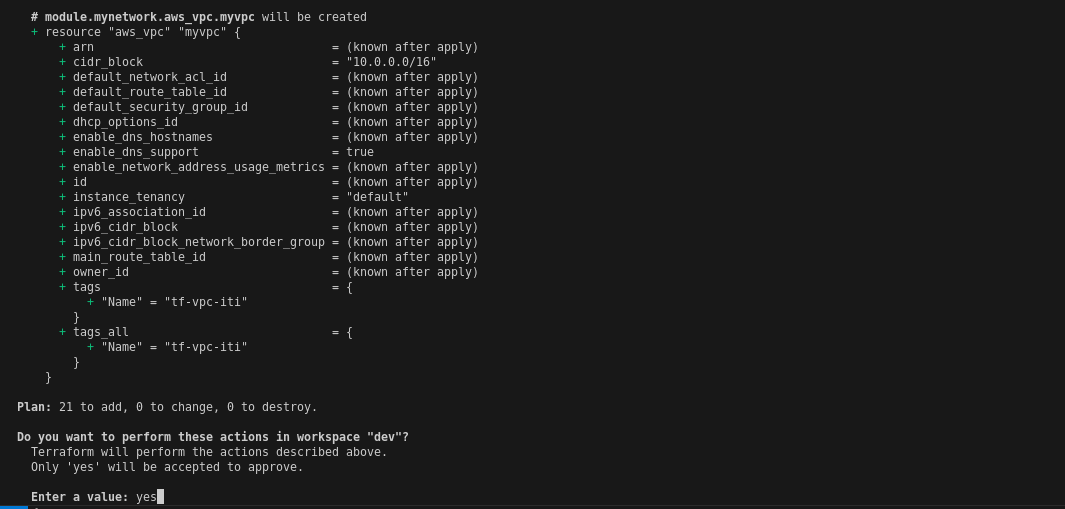 # module.mynetwork.aws_vpc.myvpc will be created
+ resource "aws_vpc" "myvpc" {
+ arn = (known after apply)
+ cidr_block = "10.0.0.0/16"
+ default_network_acl_id = (known after apply)
+ default_route_table_id = (known after apply)
+ default_security_group_id = (known after apply)
+ dhcp_options_id = (known after apply)
+ enable_dns_hostnames = (known after apply)
+ enable_dns_support = true
+ enable_network_address_usage_metrics = (known after apply)
+ id = (known after apply)
+ instance_tenancy = "default"
+ ipv6_association_id = (known after apply)
+ ipv6_cidr_block = (known after apply)
+ ipv6_cidr_block_network_border_group = (known after apply)
+ main_route_table_id = (known after apply)
+ owner_id = (known after apply)
+ tags = {
+ "Name" = "tf-vpc-iti"
}
+ tags_all = {
+ "Name" = "tf-vpc-iti"
}
}
Plan: 21 to add, 0 to change, 0 to destroy.
Do you want to perform these actions in workspace "dev"?
Terraform will perform the actions described above.
Only 'yes' will be accepted to approve.
Enter a value: yes